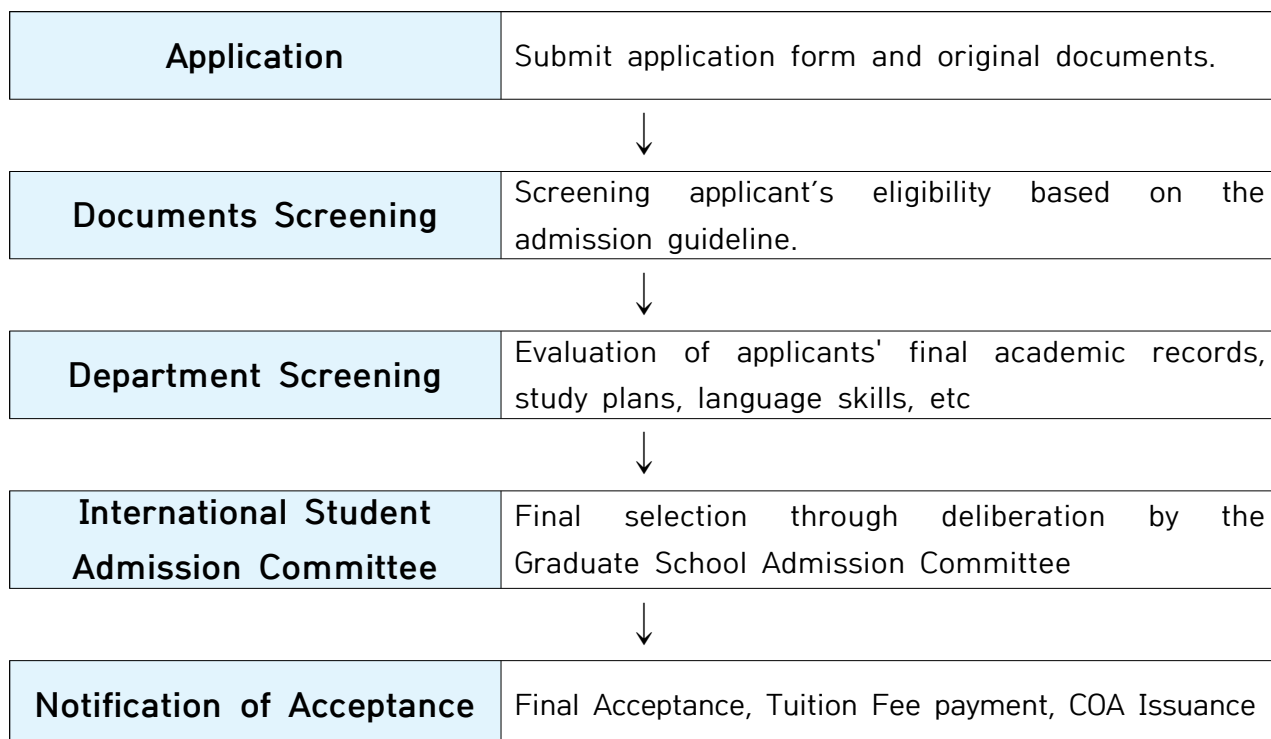 Application
Submit application form and original documents.
↓
Documents Screening
Screening applicant’s eligibility based on the
admission guideline.
↓
Department Screening
Evaluation of applicants' final academic records,
study plans, language skills, etc
↓
International Student
Admission Committee
Final selection through deliberation by the
Graduate School Admission Committee
↓
Notification of Acceptance
Final Acceptance, Tuition Fee payment, COA Issuance